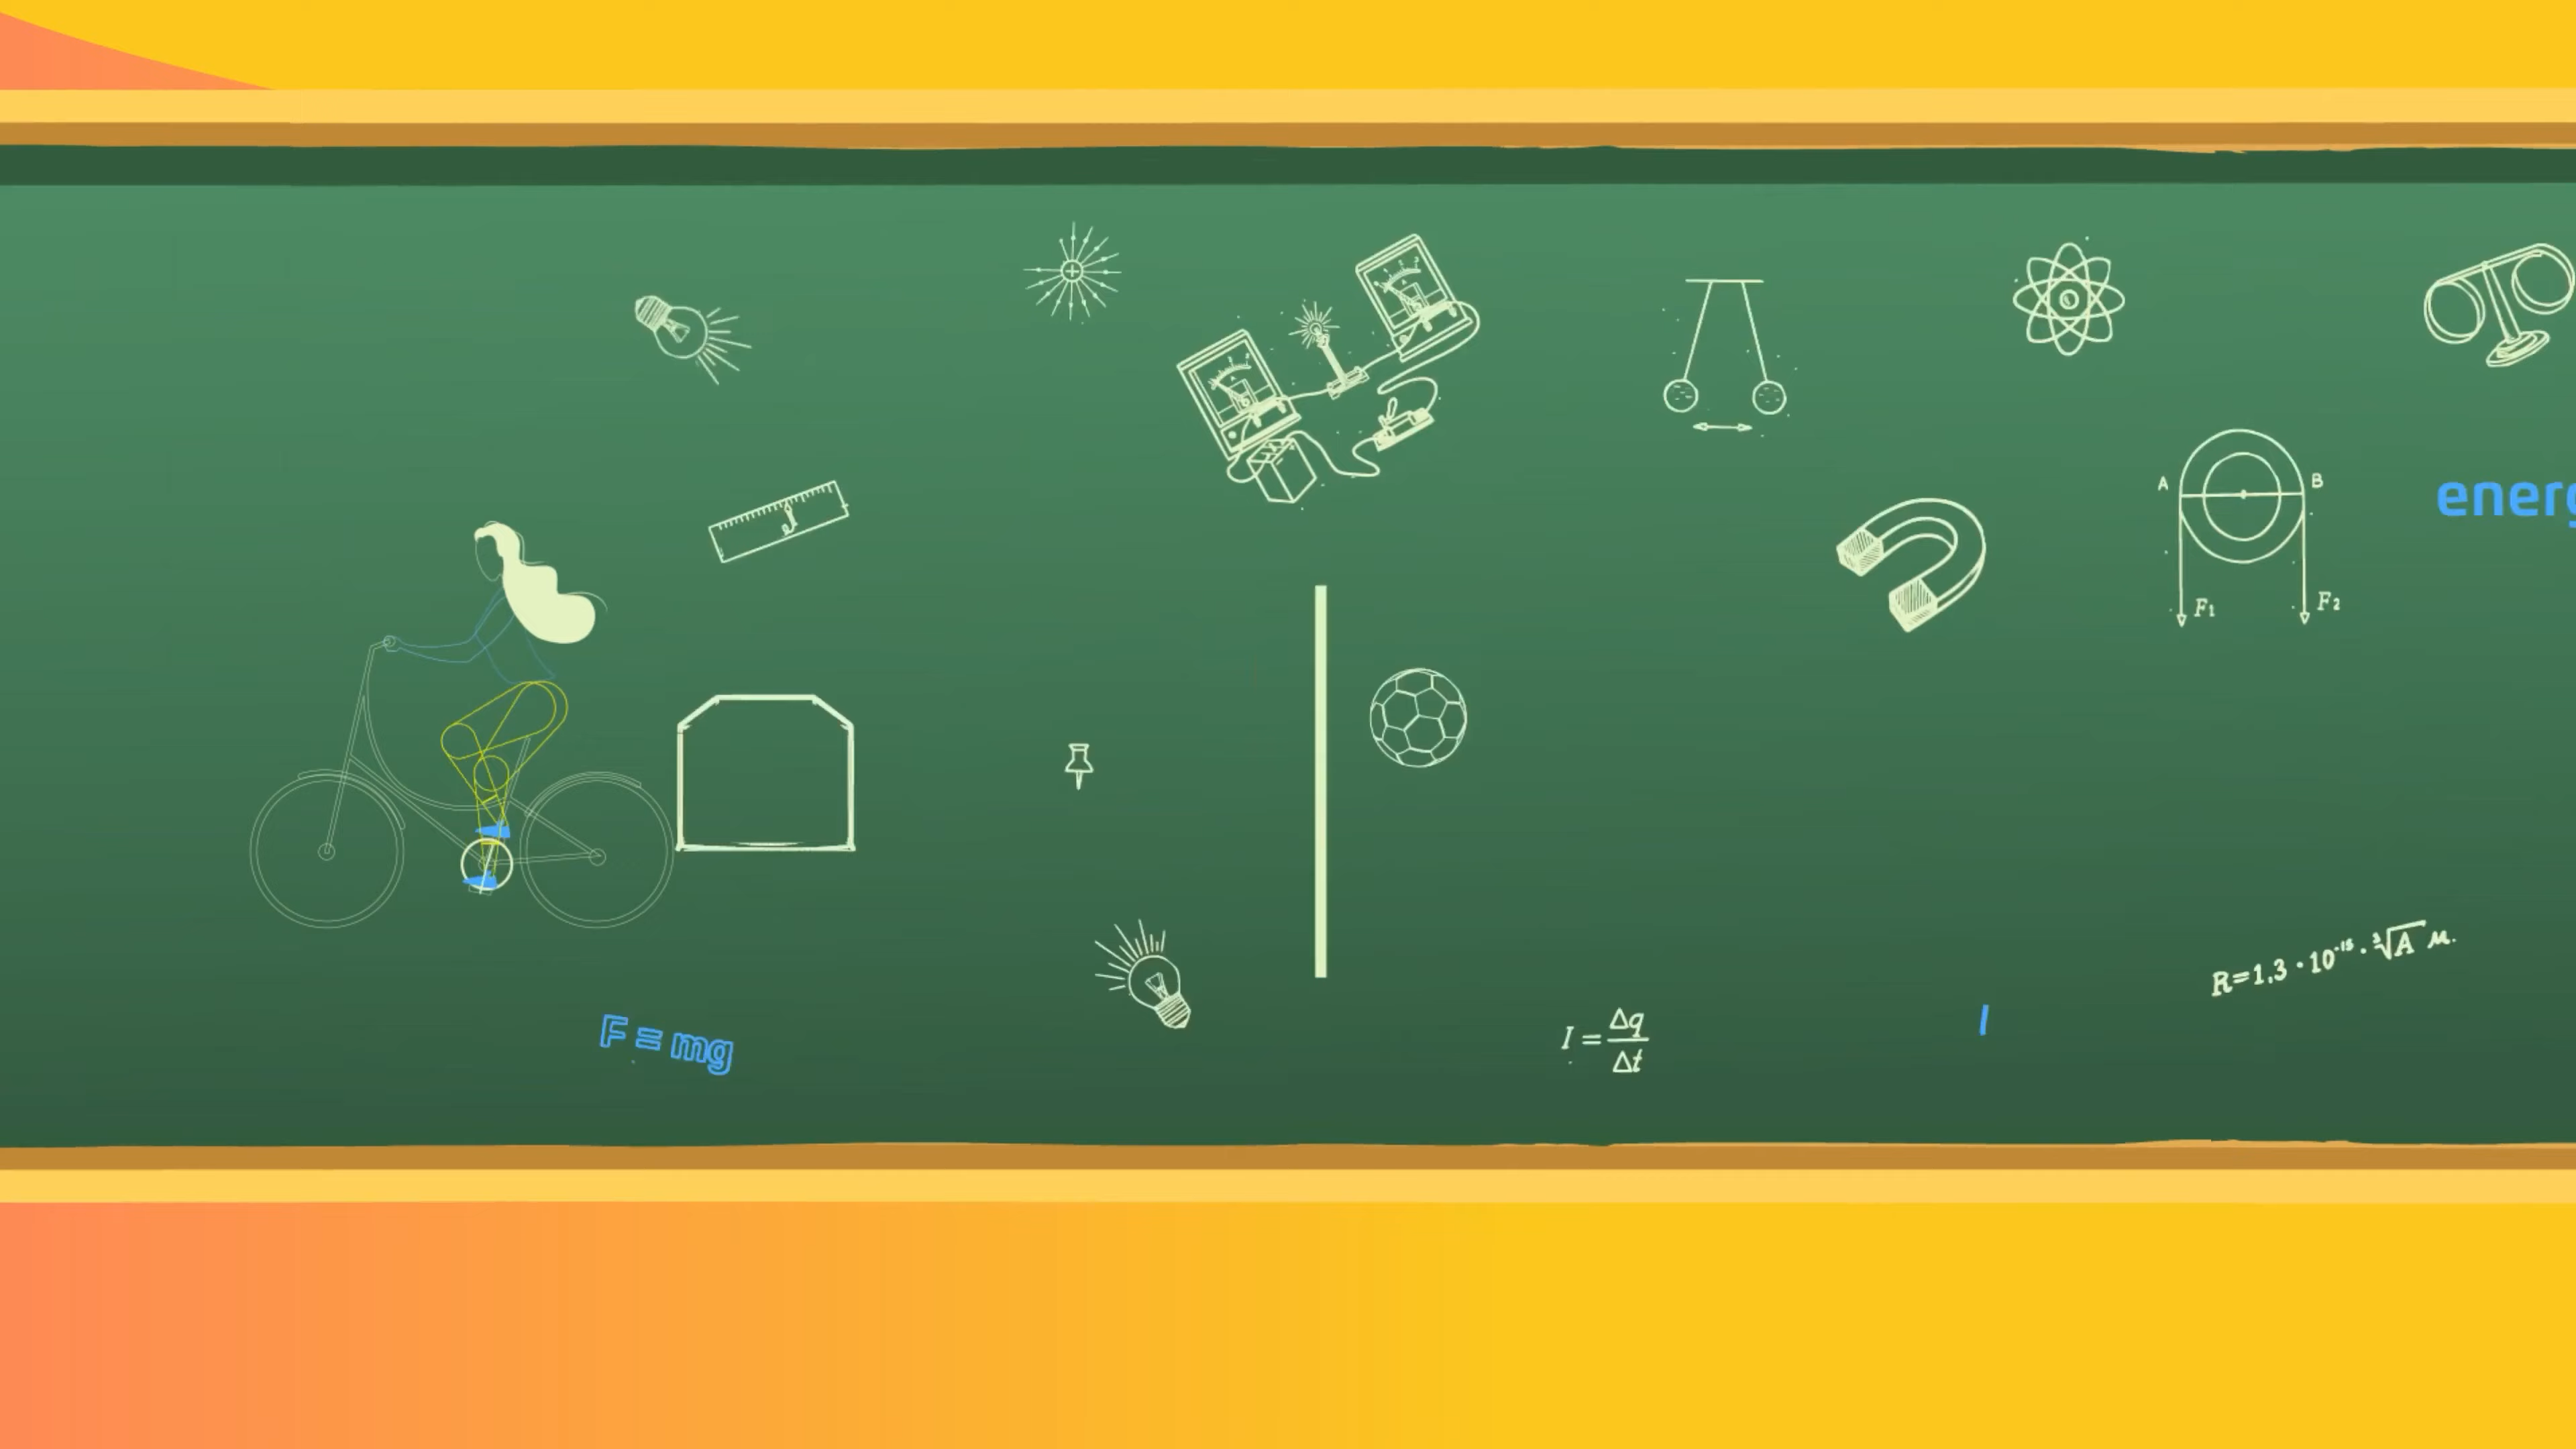 A B
energ
F₁ F₂
R=1,3·10⁻¹⁵·∛A м.
I = Δq/Δt
I
F = mg